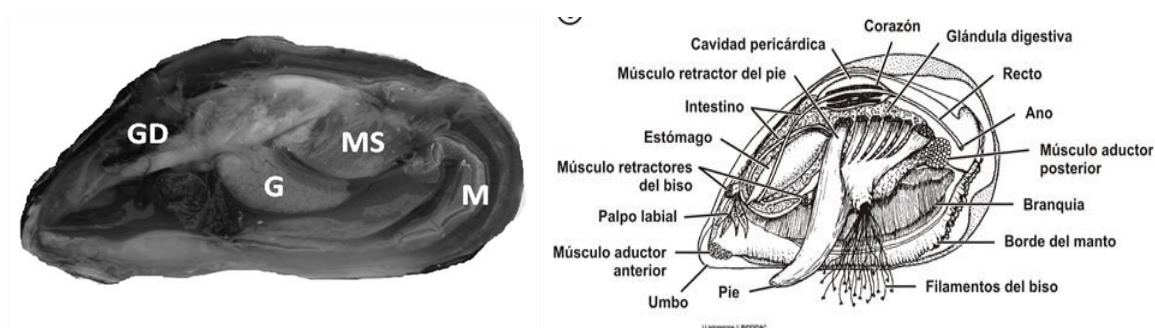 GD
MS
G
M
Corazón
Cavidad pericárdica
Glándula digestiva
Músculo retractor del pie
Recto
Intestino
Ano
Estómago
Músculo aductor
posterior
Músculo retractores
del biso
Branquia
Palpo labial
Borde del manto
Músculo aductor
anterior
Filamentos del biso
Umbo
Pie